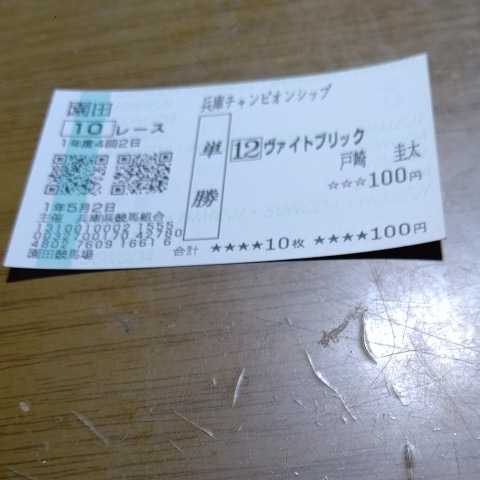 園田
10レース
1年度4回2日
1年5月2日
主催 兵庫県競馬組合
園田競馬場
兵庫チャンピオンシップ
単勝
12 ヴァイトブリック
戸崎 圭太
☆☆☆100円
合計 ★★★★10枚 ★★★★100円